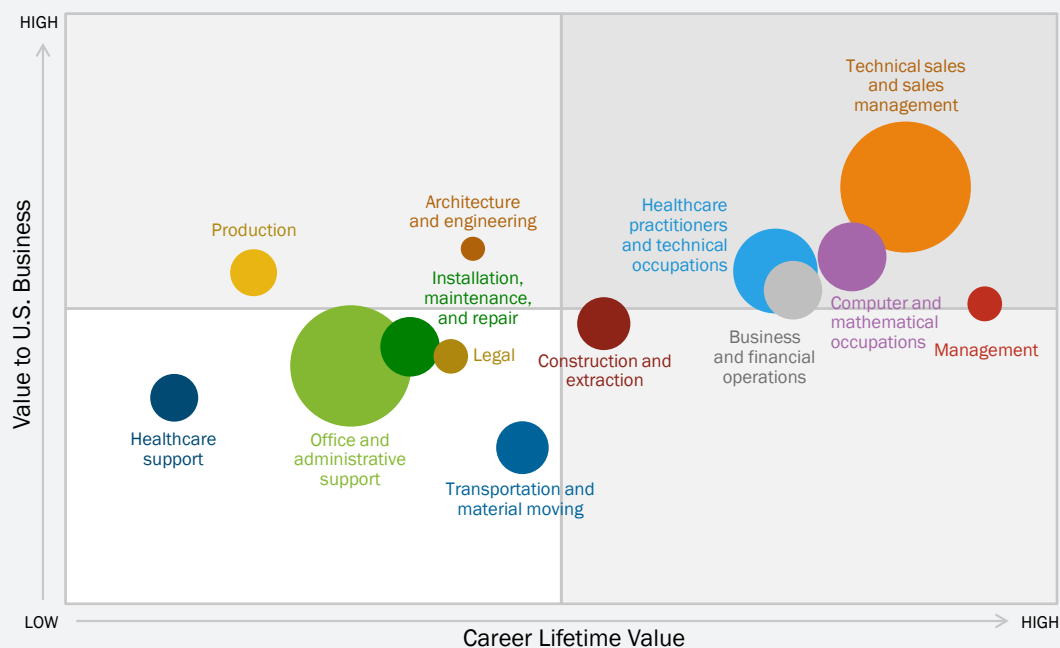 HIGH
Value to U.S. Business
Technical sales
and sales
management
Architecture
and engineering
Healthcare
practitioners
and technical
occupations
Production
Installation,
maintenance,
and repair
Computer and
mathematical
occupations
Business
and financial
operations
Management
Legal
Construction and
extraction
Healthcare
support
Office and
administrative
support
Transportation and
material moving
LOW
HIGH
Career Lifetime Value